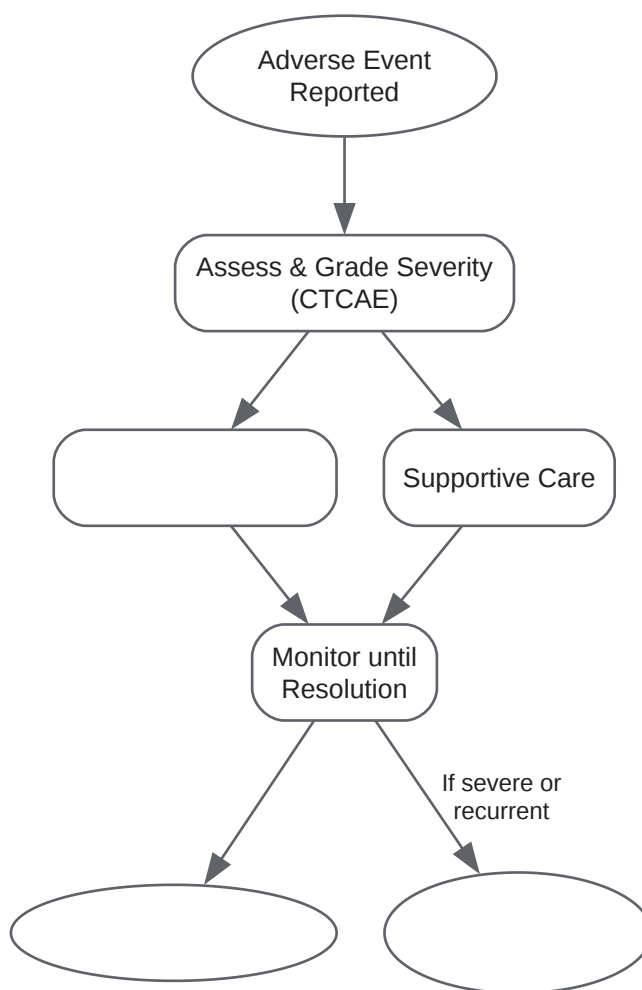 Adverse Event
Reported
Assess & Grade Severity
(CTCAE)
Supportive Care
Monitor until
Resolution
If severe or
recurrent